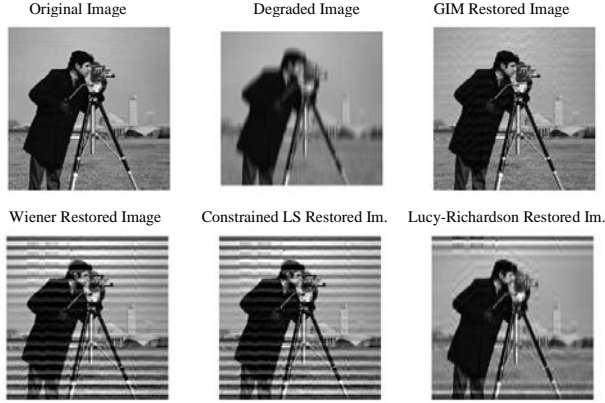 Original Image
Degraded Image
GIM Restored Image
Wiener Restored Image
Constrained LS Restored Im.
Lucy-Richardson Restored Im.